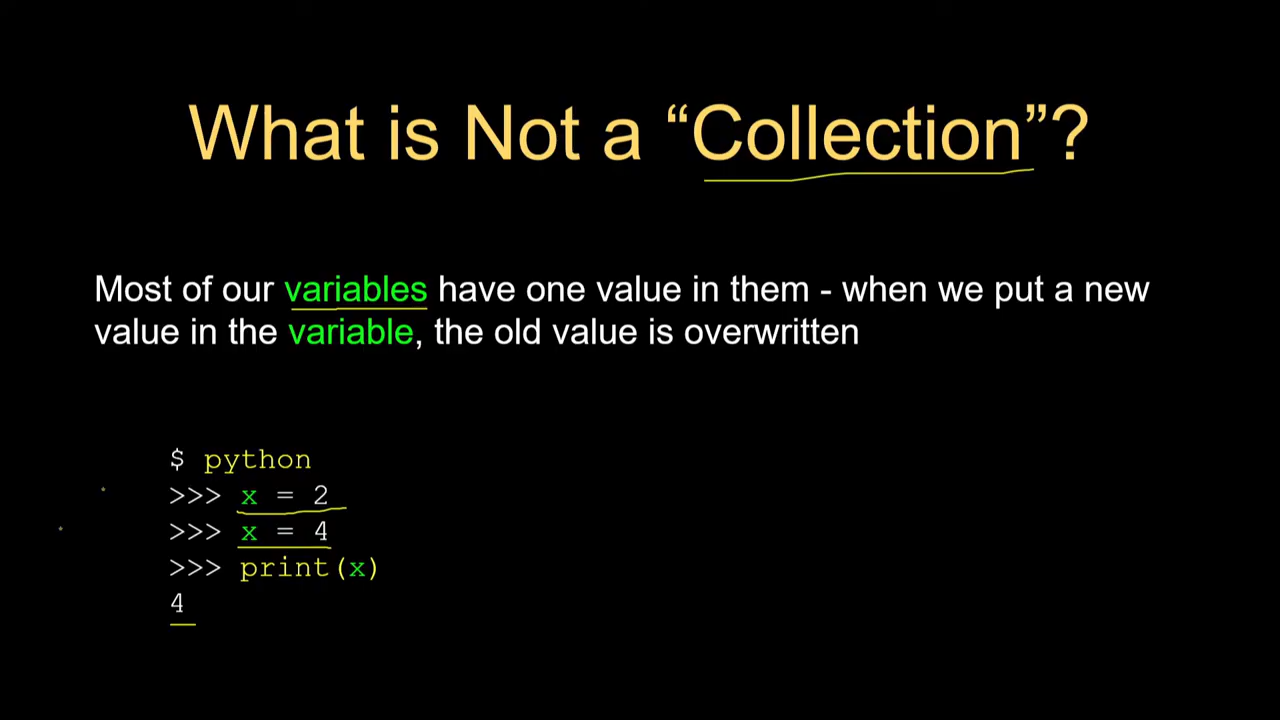 What is Not a “Collection”?
Most of our variables have one value in them - when we put a new
value in the variable, the old value is overwritten
$ python
>>> x = 2
>>> x = 4
>>> print(x)
4